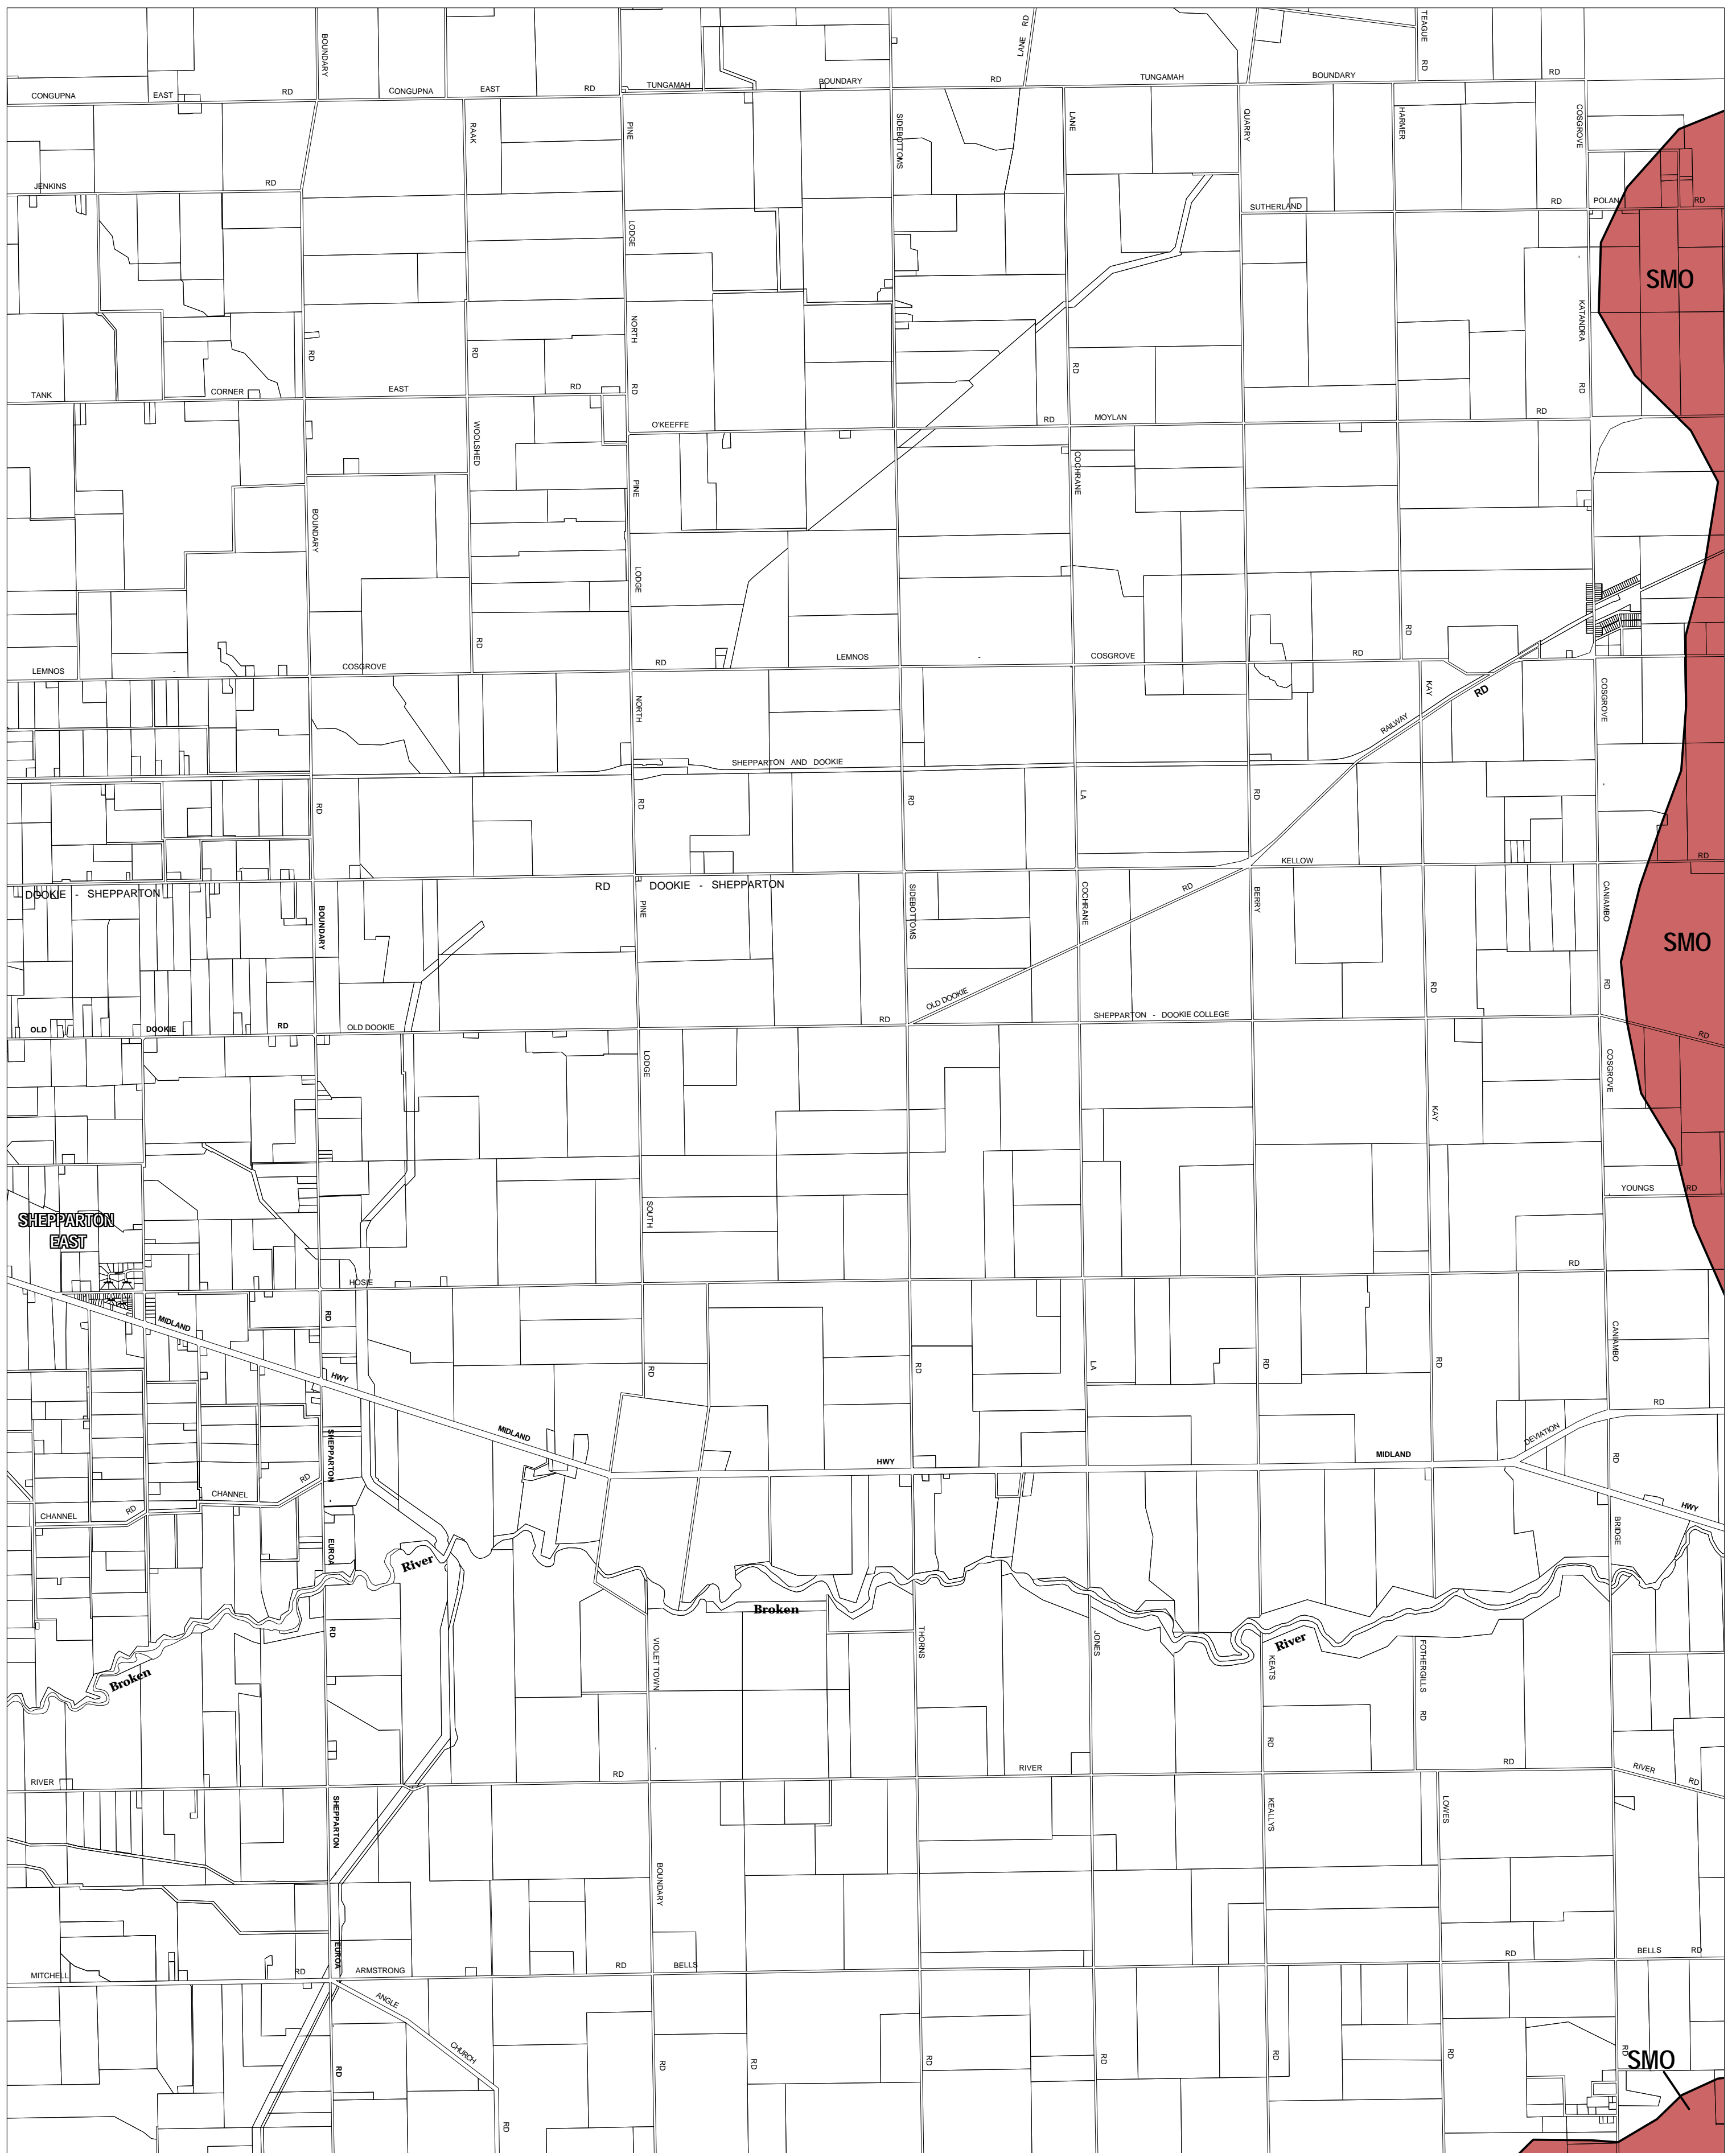 BOUNDARY
LANE RD
TEAGUE RD
CONGUPNA EAST RD
CONGUPNA EAST RD
TUNGAMAH BOUNDARY RD
TUNGAMAH BOUNDARY RD
RAAK
PINE
SIDEBOTTOMS
LANE
QUARRY
HARMER
COSGROVE
JENKINS RD
SUTHERLAND RD
POLAN RD
LODGE
SMO
NORTH
KATANDRA
RD
RD
RD
RD
RD
TANK CORNER EAST RD
O'KEEFFE RD
MOYLAN RD
WOOLSHED
COCHRANE
PINE
BOUNDARY
LODGE
RD
RD
LEMNOS - COSGROVE RD
LEMNOS - COSGROVE RD
NORTH
KAY
RD
COSGROVE
RAILWAY
SHEPPARTON AND DOOKIE
RD
RD
RD
LA
RD
-
KELLOW RD
DOOKIE - SHEPPARTON RD
DOOKIE - SHEPPARTON
BOUNDARY
PINE
SIDEBOTTOMS
COCHRANE
RD
BERRY
CANIAMBO
SMO
RD
RD
OLD DOOKIE
OLD DOOKIE RD
OLD DOOKIE RD
SHEPPARTON - DOOKIE COLLEGE
RD
LODGE
COSGROVE
KAY
YOUNGS RD
SHEPPARTON
EAST
SOUTH
HOSIE RD
MIDLAND
RD
HWY
RD
RD
LA
RD
RD
CANIAMBO
RD
MIDLAND
HWY
MIDLAND
DEVIATION
RD
HWY
SHEPPARTON
-
EUROA
CHANNEL RD
CHANNEL RD
BRIDGE
River
Broken
River
Broken
RD
VIOLET TOWN
-
THORNS
JONES
KEATS
RD
FOTHERGILLS
RD
RIVER RD
RIVER RD
RIVER RD
SHEPPARTON
KEALLYS
LOWES
BOUNDARY
EUROA
MITCHELL RD
ARMSTRONG RD
BELLS RD
BELLS RD
ANGLE
CHURCH
RD
RD
RD
RD
RD
RD
RD
RD
RD
SMO